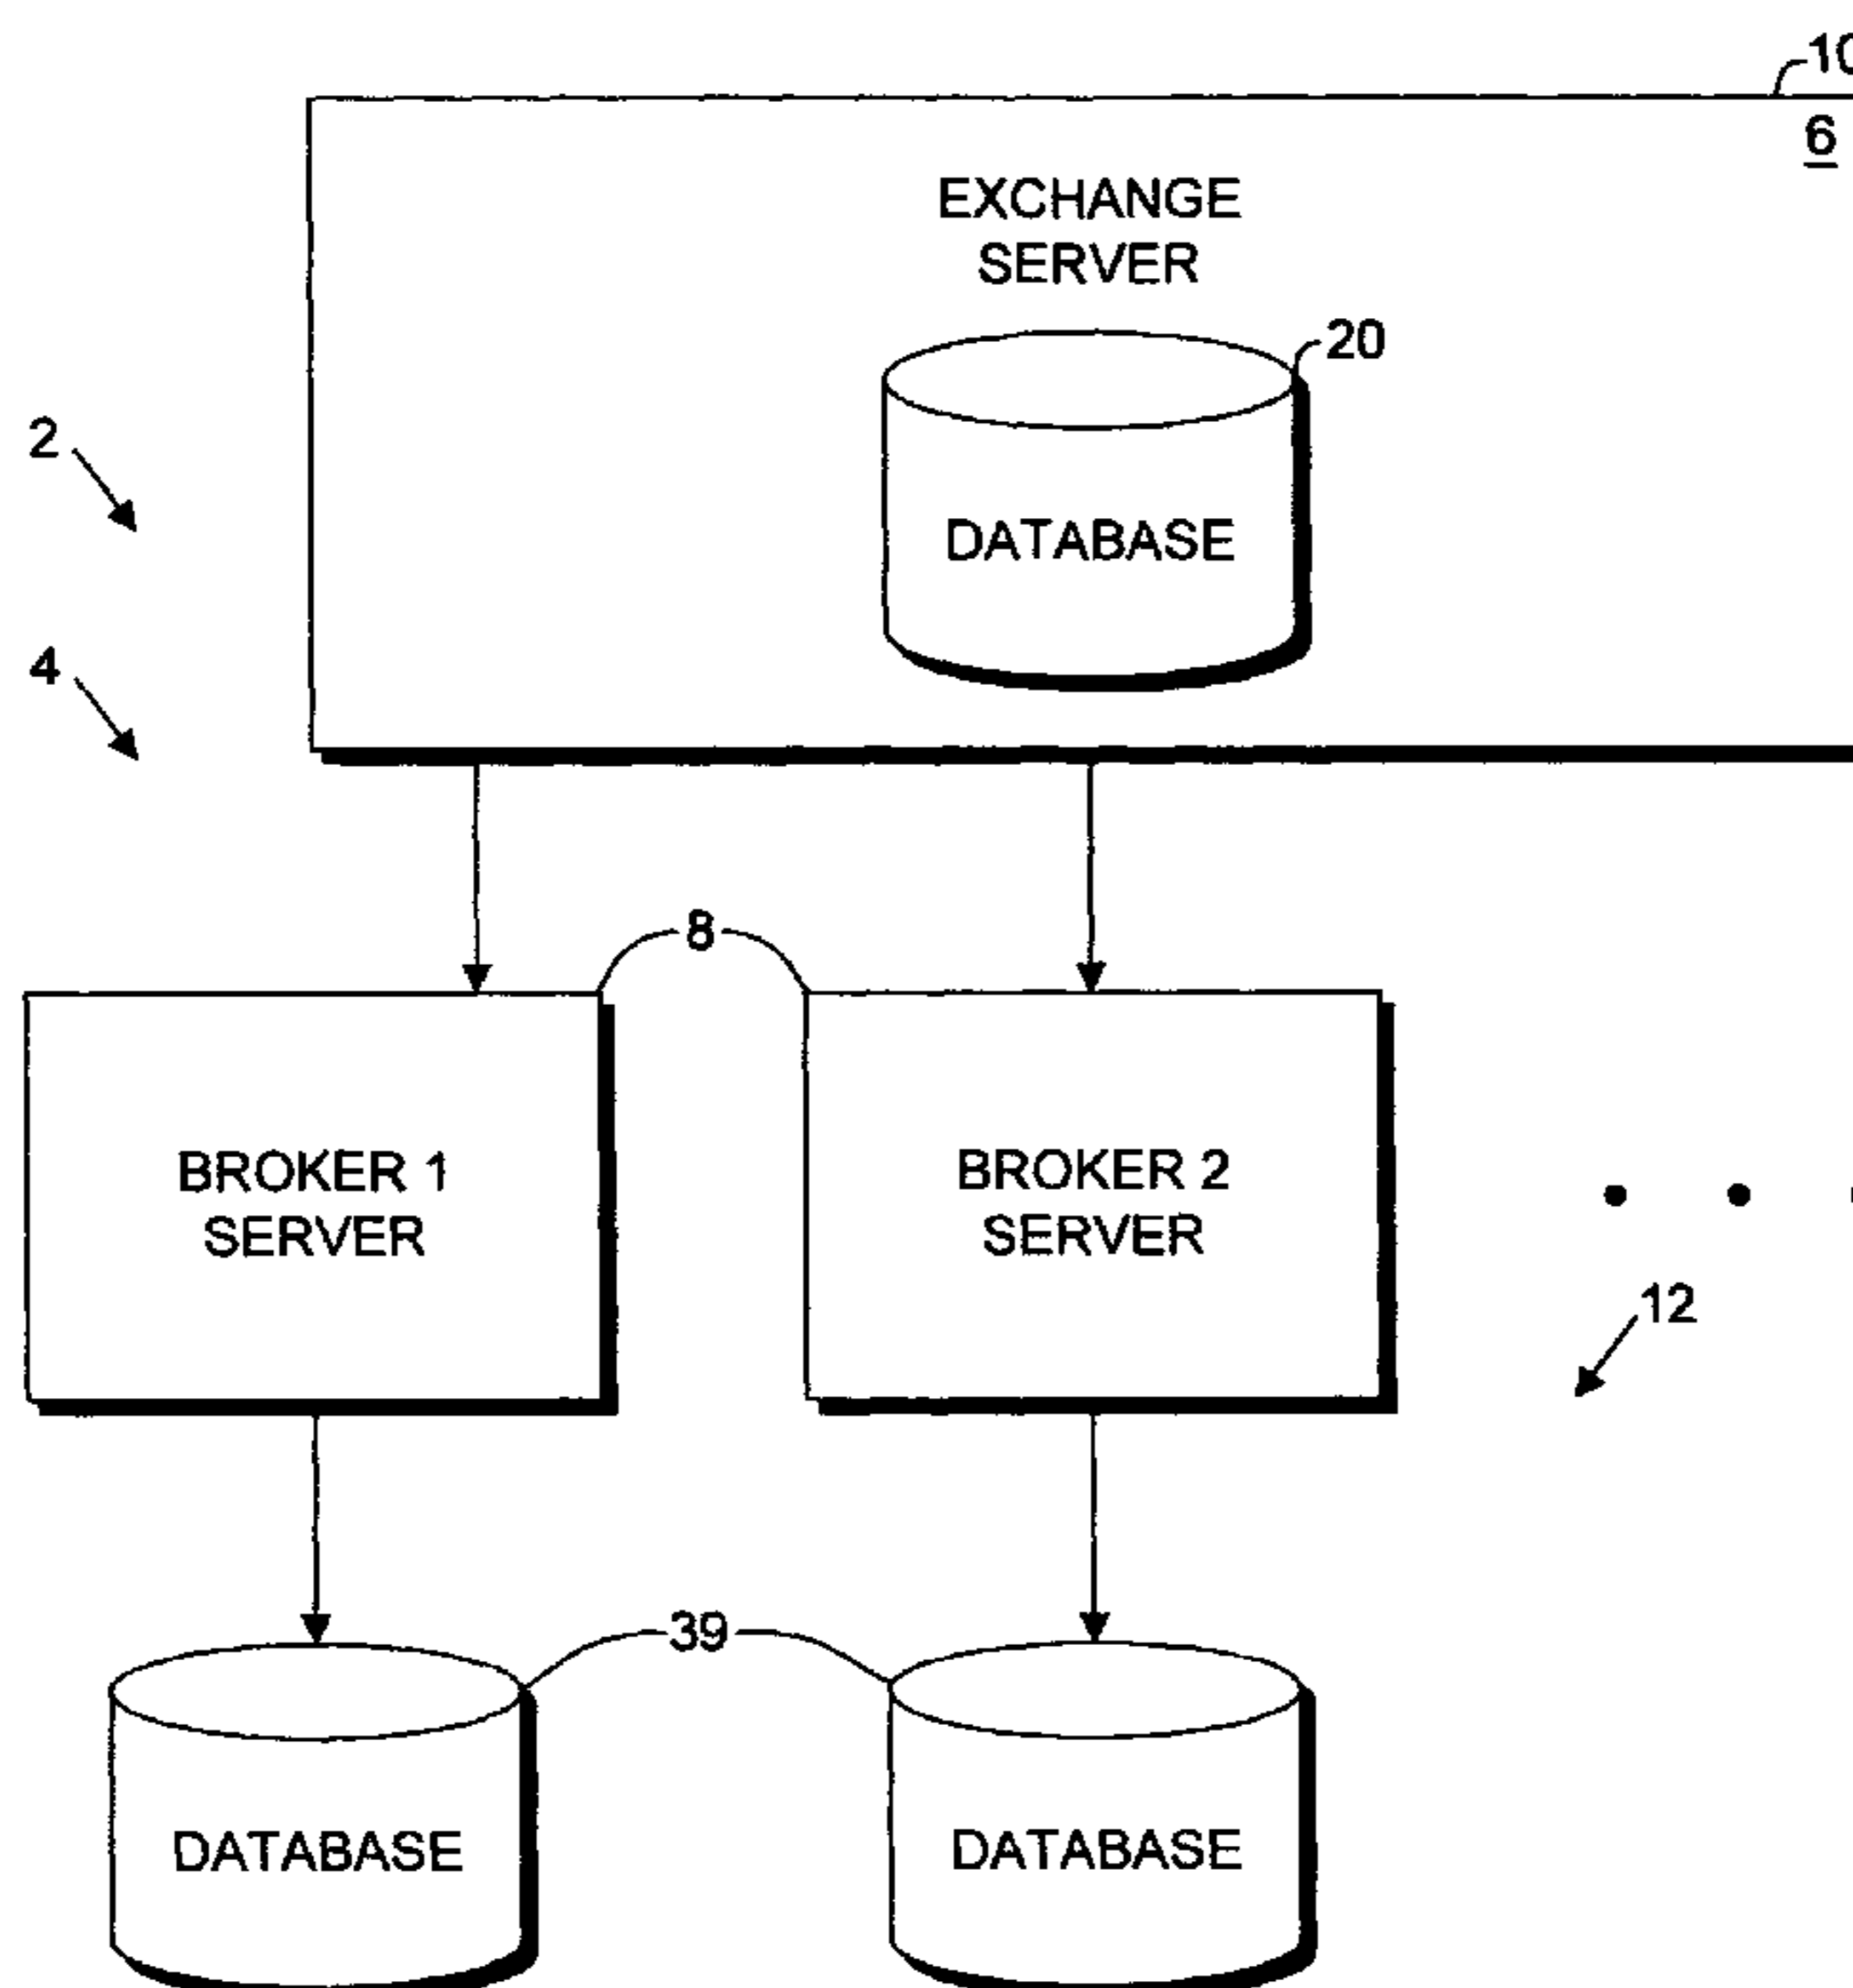 10
6
EXCHANGE
SERVER
20
2
DATABASE
4
8
BROKER 1
SERVER
BROKER 2
SERVER
12
39
DATABASE
DATABASE